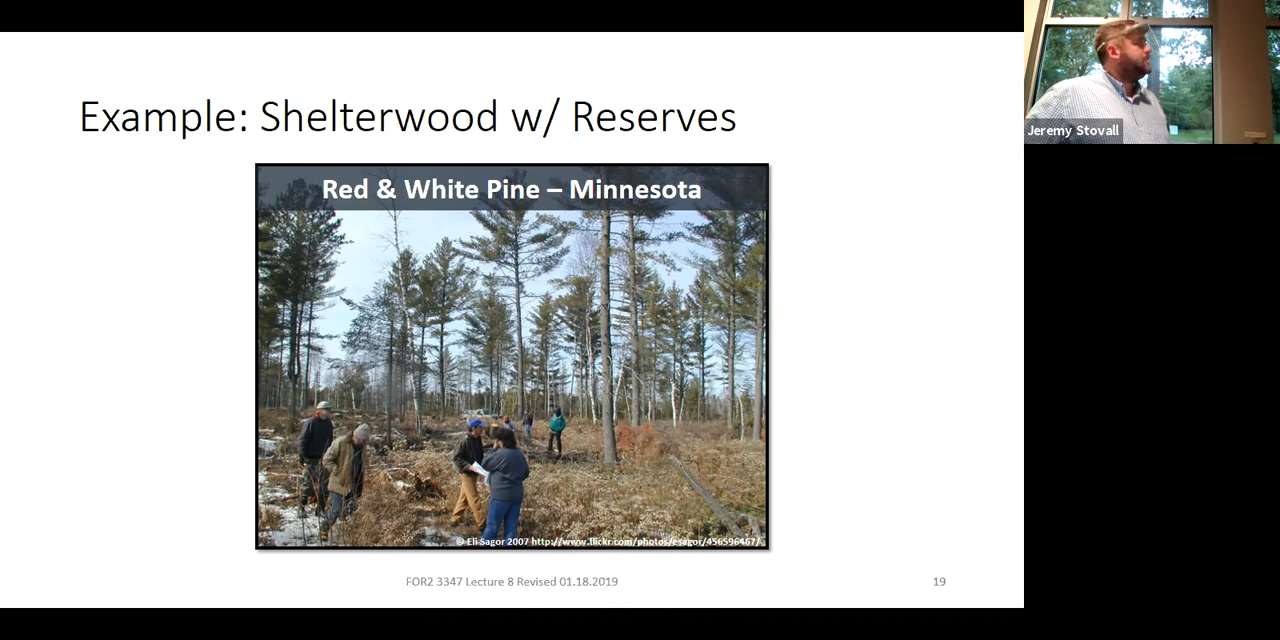 Example: Shelterwood w/ Reserves
Red & White Pine – Minnesota
© Eli Sagor 2007 http://www.flickr.com/photos/esagor/456596467/
FOR2 3347 Lecture 8 Revised 01.18.2019
19
Jeremy Stovall